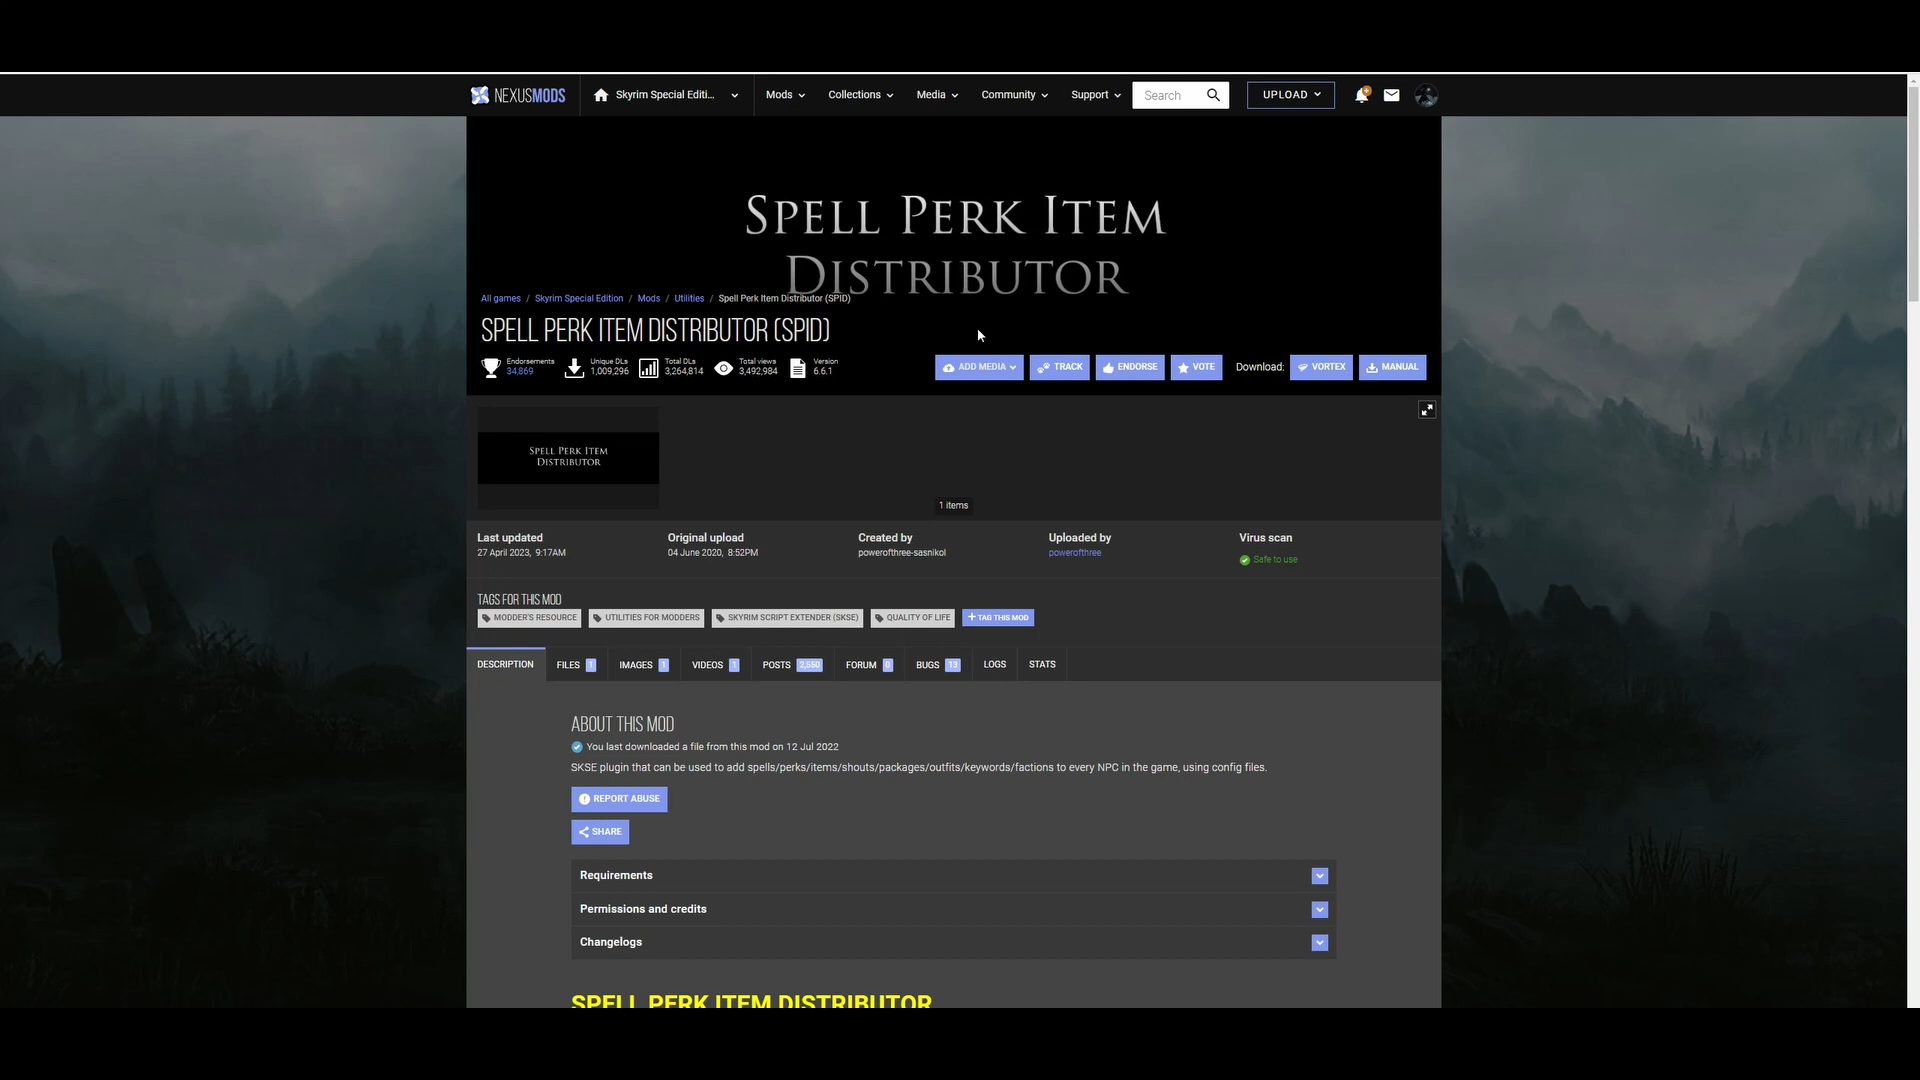 NEXUSMODS
Skyrim Special Editi...
Mods
Collections
Media
Community
Support
Search
UPLOAD
SPELL PERK ITEM
DISTRIBUTOR
All games / Skyrim Special Edition / Mods / Utilities / Spell Perk Item Distributor (SPID)
SPELL PERK ITEM DISTRIBUTOR (SPID)
Endorsements
34,869
Unique DLs
1,009,296
Total DLs
3,264,814
Total views
3,492,984
Version
6.6.1
ADD MEDIA
TRACK
ENDORSE
VOTE
Download:
VORTEX
MANUAL
SPELL PERK ITEM
DISTRIBUTOR
1 items
Last updated
27 April 2023, 9:17AM
Original upload
04 June 2020, 8:52PM
Created by
powerofthree-sasnikol
Uploaded by
powerofthree
Virus scan
Safe to use
TAGS FOR THIS MOD
MODDER'S RESOURCE
UTILITIES FOR MODDERS
SKYRIM SCRIPT EXTENDER (SKSE)
QUALITY OF LIFE
+ TAG THIS MOD
DESCRIPTION
FILES 1
IMAGES 1
VIDEOS 1
POSTS 2,550
FORUM 0
BUGS 13
LOGS
STATS
ABOUT THIS MOD
You last downloaded a file from this mod on 12 Jul 2022
SKSE plugin that can be used to add spells/perks/items/shouts/packages/outfits/keywords/factions to every NPC in the game, using config files.
REPORT ABUSE
SHARE
Requirements
Permissions and credits
Changelogs
SPELL PERK ITEM DISTRIBUTOR